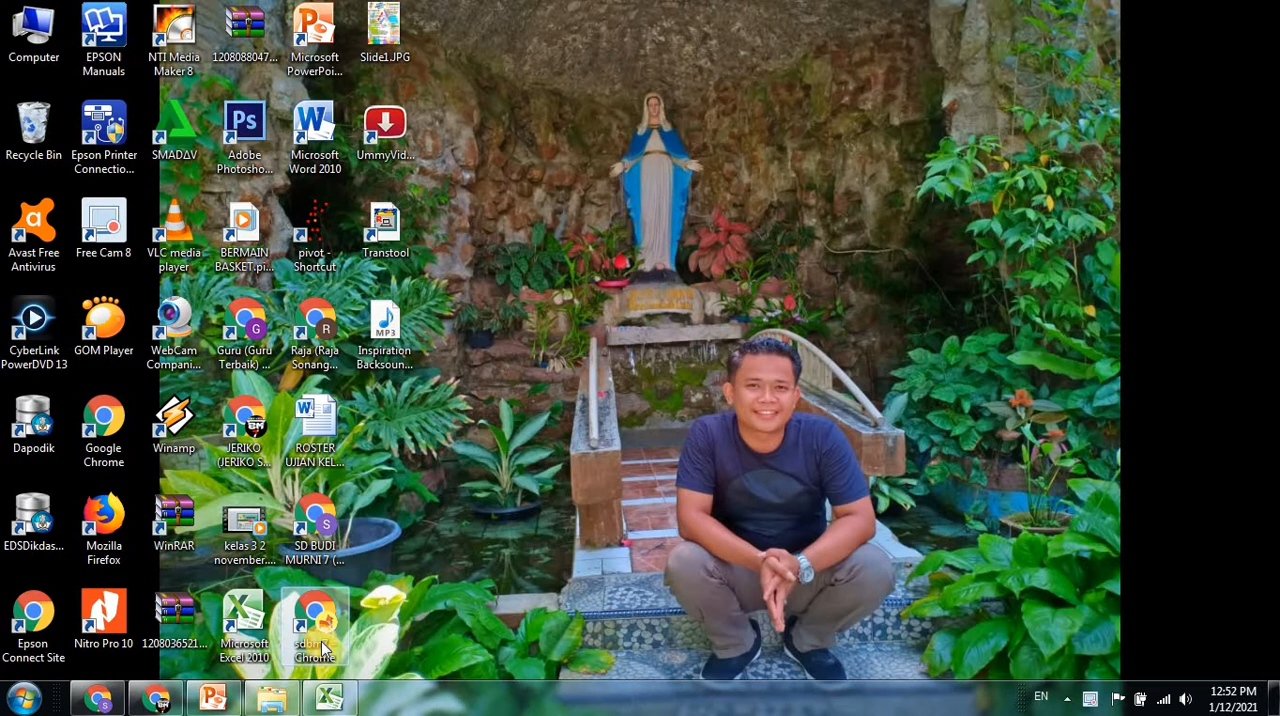 Computer
EPSON
Manuals
NTI Media
Maker 8
1208088047...
Microsoft
PowerPoi...
Slide1.JPG
Recycle Bin
Epson Printer
Connectio...
SMADΔV
Ps
Adobe
Photosho...
Microsoft
Word 2010
UmmyVid...
Avast Free
Antivirus
Free Cam 8
VLC media
player
BERMAIN
BASKET.pi...
pivot -
Shortcut
Transtool
CyberLink
PowerDVD 13
GOM Player
WebCam
Compani...
G
Guru (Guru
Terbaik) ...
R
Raja (Raja
Sonang...
MP3
Inspiration
Backsoun...
Dapodik
Google
Chrome
Winamp
JERIKO
(JERIKO S...
ROSTER
UJIAN KEL...
EDSDikdas...
Mozilla
Firefox
WinRAR
kelas 3 2
november....
S
SD BUDI
MURNI 7 (...
Epson
Connect Site
Nitro Pro 10
1208036521...
Microsoft
Excel 2010
Chrome
EN
12:52 PM
1/12/2021